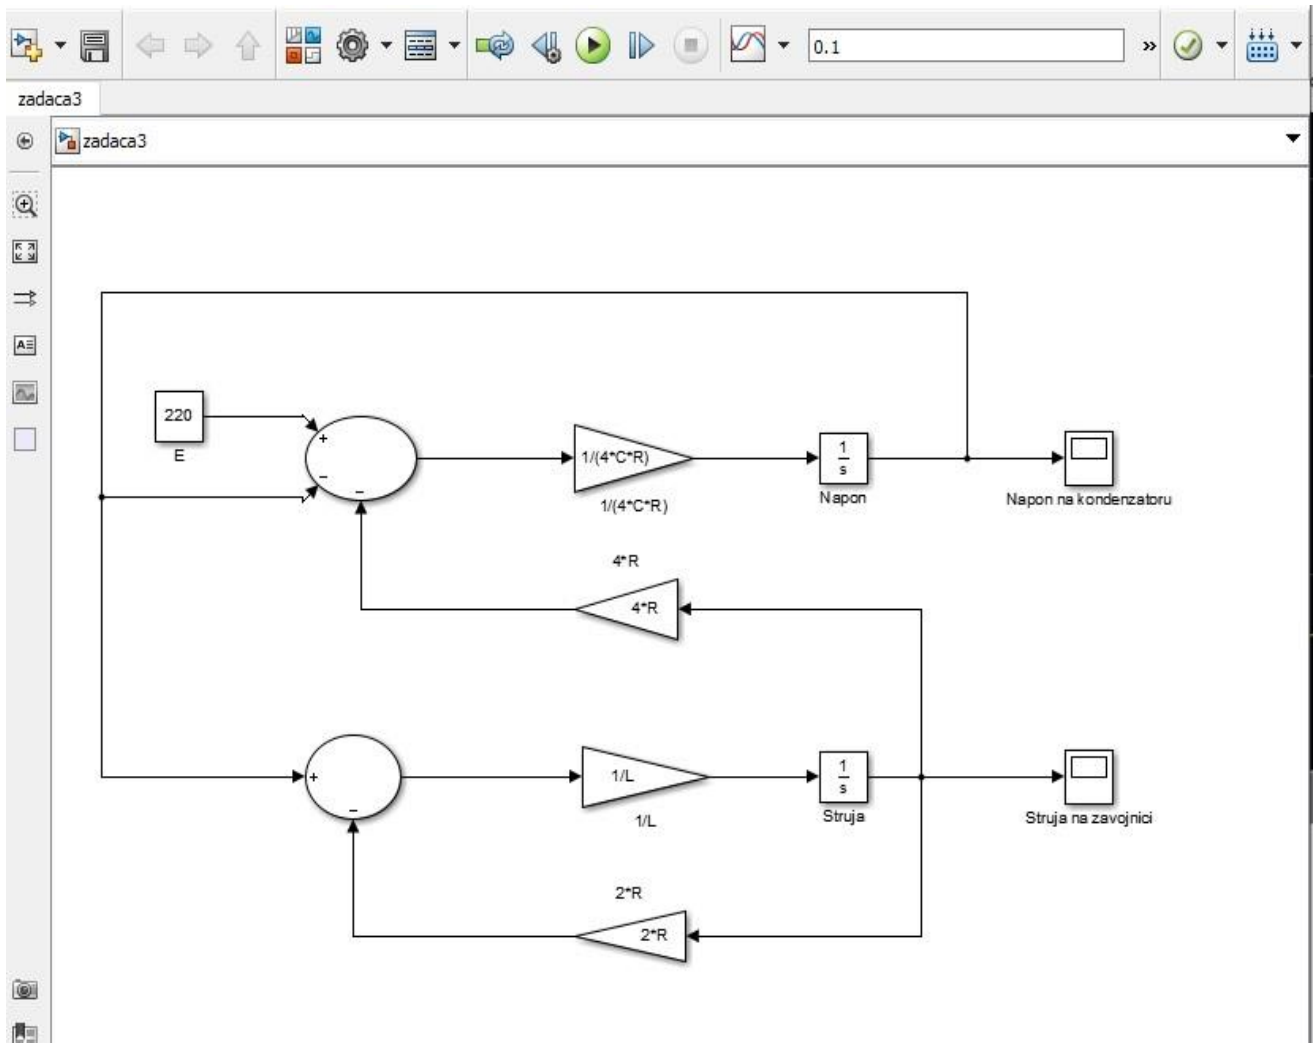 0.1
»
zadaca3
zadaca3
220
E
+
−
−
1/(4*C*R)
1/(4*C*R)
1
s
Napon
Napon na kondenzatoru
4*R
4*R
+
−
1/L
1/L
1
s
Struja
Struja na zavojnici
2*R
2*R